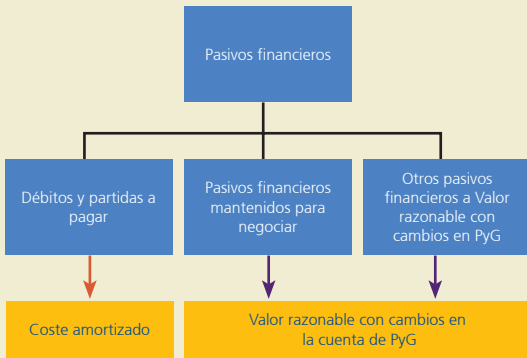 Pasivos financieros
Débitos y partidas a
pagar
Pasivos financieros
mantenidos para
negociar
Otros pasivos
financieros a Valor
razonable con
cambios en PyG
Coste amortizado
Valor razonable con cambios en
la cuenta de PyG